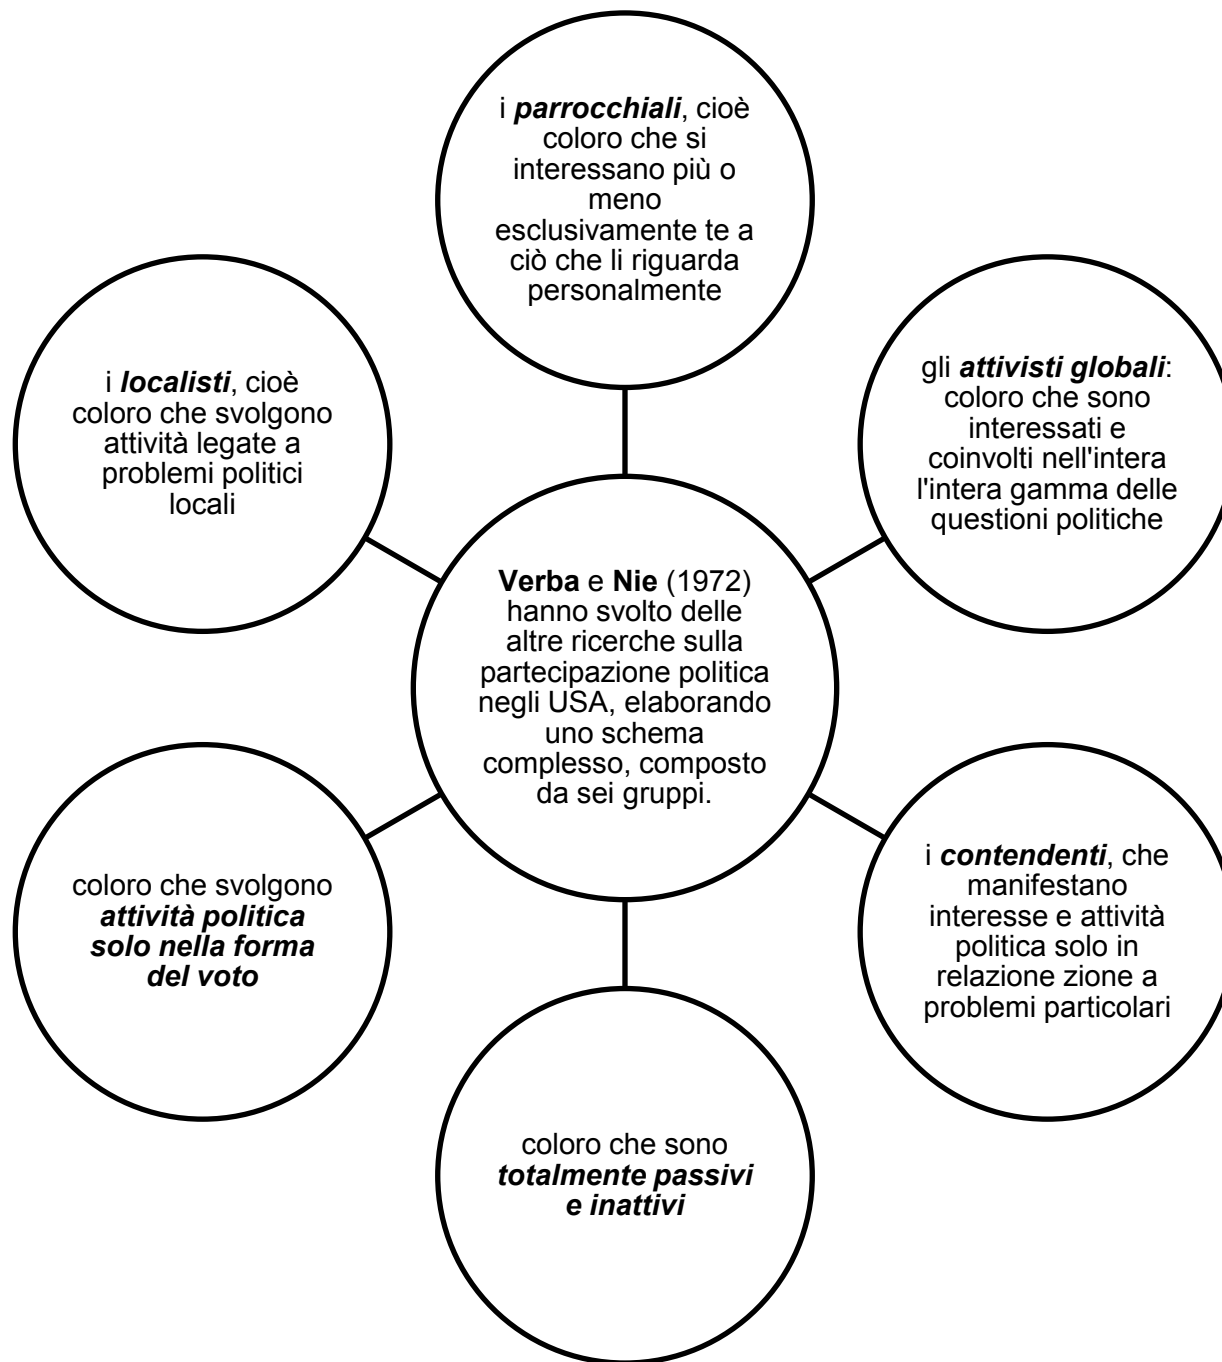 i parrocchiali, cioè
coloro che si
interessano più o
meno
esclusivamente te a
ciò che li riguarda
personalmente
gli attivisti globali:
coloro che sono
interessati e
coinvolti nell'intera
l'intera gamma delle
questioni politiche
i contendenti, che
manifestano
interesse e attività
politica solo in
relazione zione a
problemi particolari
coloro che sono
totalmente passivi
e inattivi
coloro che svolgono
attività politica
solo nella forma
del voto
i localisti, cioè
coloro che svolgono
attività legate a
problemi politici
locali
Verba e Nie (1972)
hanno svolto delle
altre ricerche sulla
partecipazione politica
negli USA, elaborando
uno schema
complesso, composto
da sei gruppi.